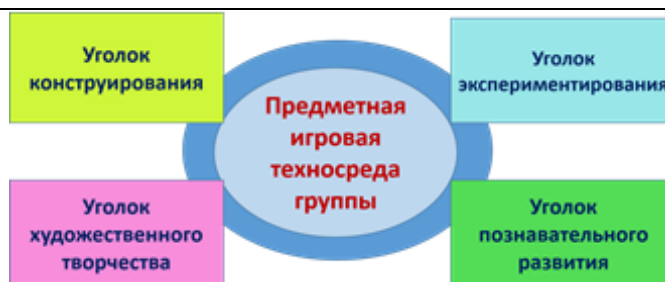 Уголок
конструирования
Уголок
экспериментирования
Предметная
игровая
техносреда
группы
Уголок
художественного
творчества
Уголок
познавательного
развития